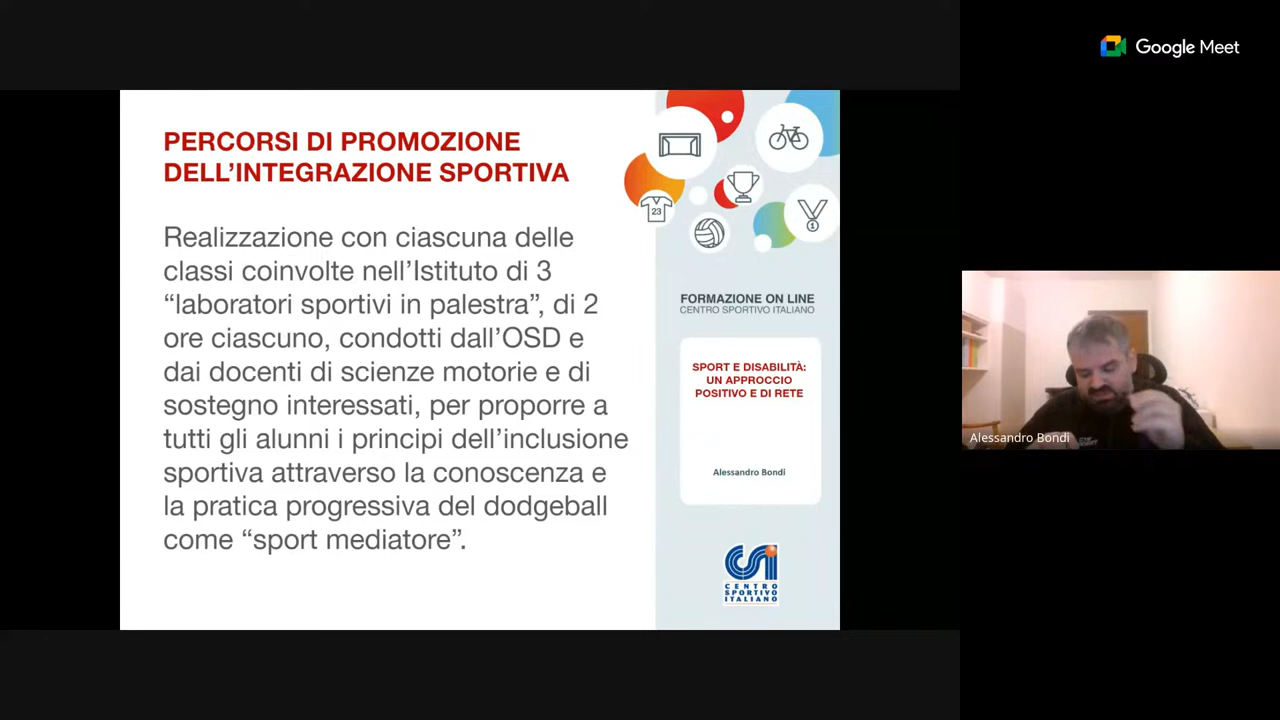 Google Meet
PERCORSI DI PROMOZIONE
DELL’INTEGRAZIONE SPORTIVA
Realizzazione con ciascuna delle
classi coinvolte nell’Istituto di 3
“laboratori sportivi in palestra”, di 2
ore ciascuno, condotti dall’OSD e
dai docenti di scienze motorie e di
sostegno interessati, per proporre a
tutti gli alunni i principi dell’inclusione
sportiva attraverso la conoscenza e
la pratica progressiva del dodgeball
come “sport mediatore”.
23
1
FORMAZIONE ON LINE
CENTRO SPORTIVO ITALIANO
SPORT E DISABILITÀ:
UN APPROCCIO
POSITIVO E DI RETE
Alessandro Bondi
CSI
CENTRO
SPORTIVO
ITALIANO
Alessandro Bondi